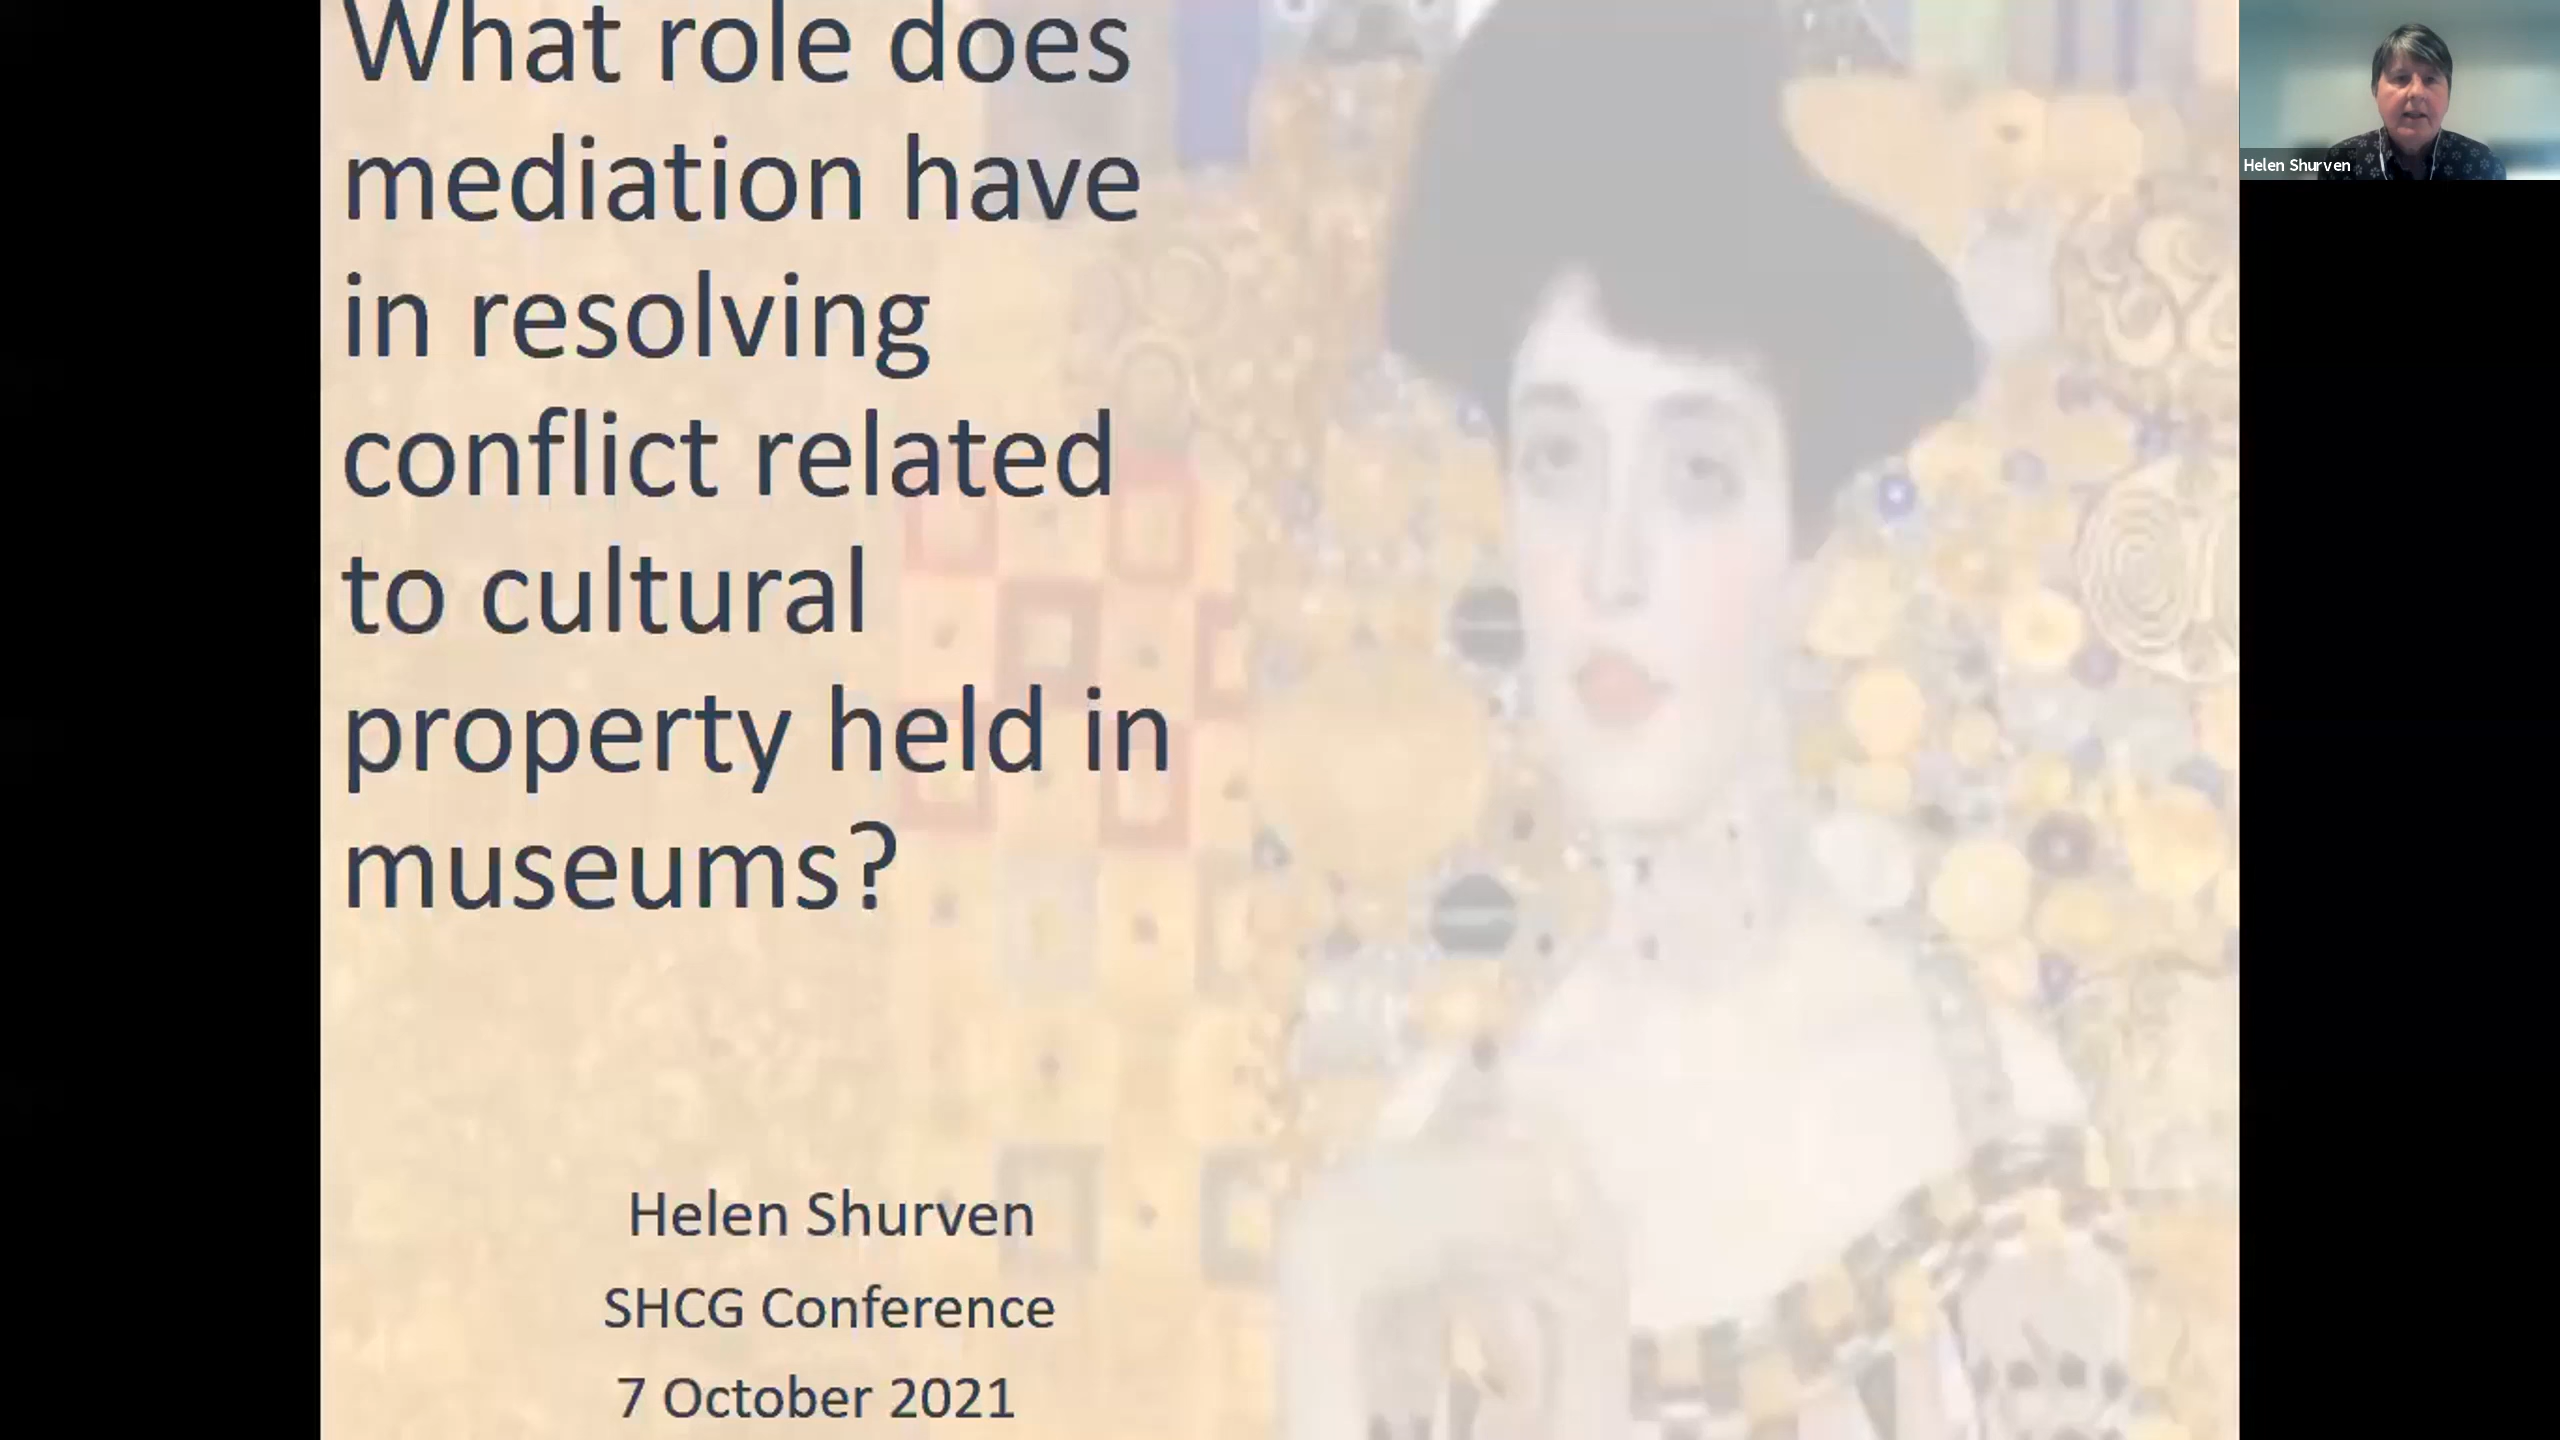 What role does
mediation have
in resolving
conflict related
to cultural
property held in
museums?
Helen Shurven
SHCG Conference
7 October 2021
Helen Shurven